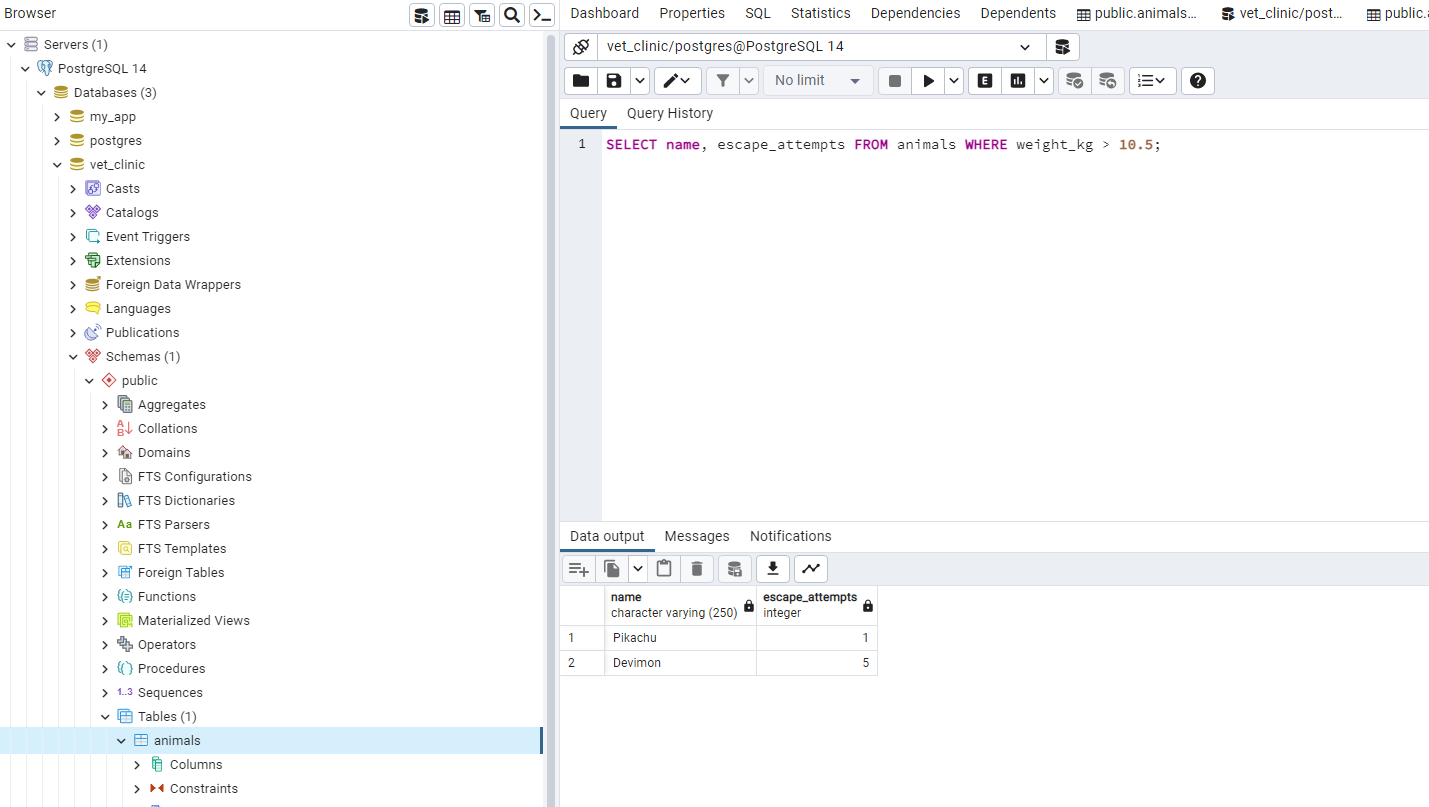 Browser
Servers (1)
PostgreSQL 14
Databases (3)
my_app
postgres
vet_clinic
Casts
Catalogs
Event Triggers
Extensions
Foreign Data Wrappers
Languages
Publications
Schemas (1)
public
Aggregates
Collations
Domains
FTS Configurations
FTS Dictionaries
Aa FTS Parsers
FTS Templates
Foreign Tables
Functions
Materialized Views
Operators
Procedures
1..3 Sequences
Tables (1)
animals
Columns
Constraints
Dashboard Properties SQL Statistics Dependencies Dependents public.animals... vet_clinic/post... public.
vet_clinic/postgres@PostgreSQL 14
No limit
E
Query Query History
1 SELECT name, escape_attempts FROM animals WHERE weight_kg > 10.5;
Data output Messages Notifications
name escape_attempts
character varying (250) integer
1 Pikachu 1
2 Devimon 5